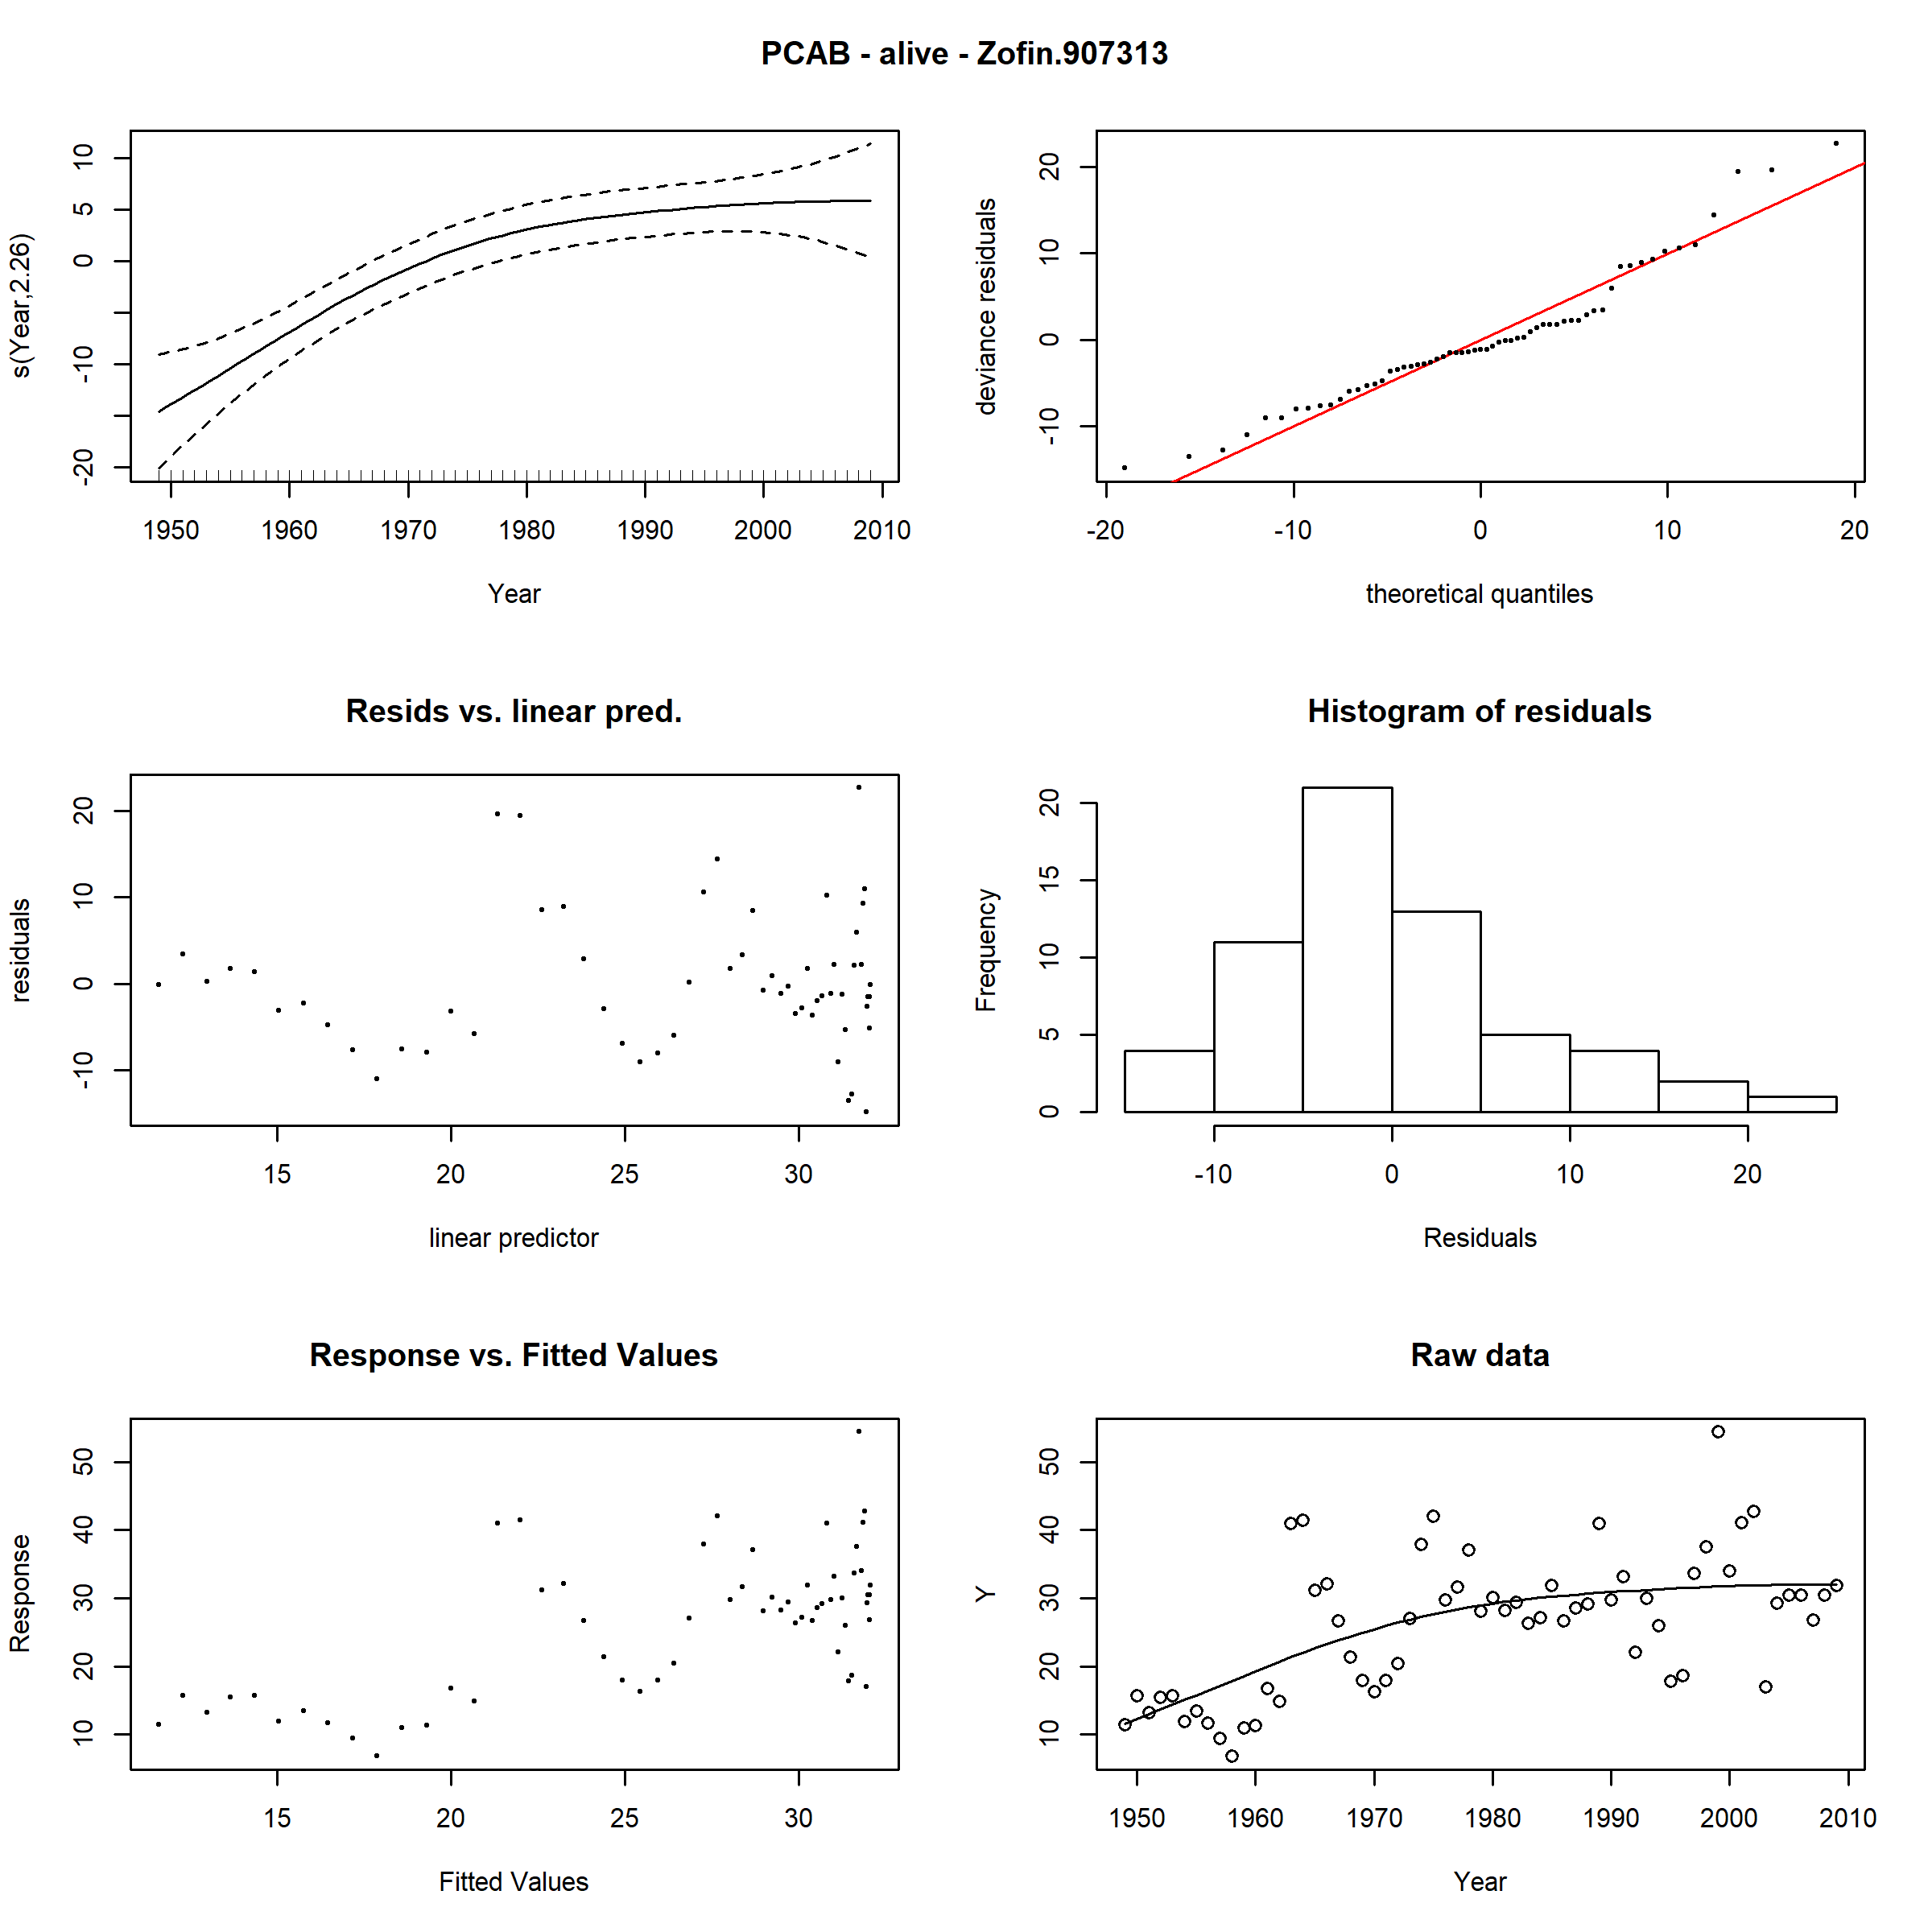 PCAB - alive - Zofin.907313
s(Year,2.26)
10
5
0
-10
-20
1950 1960 1970 1980 1990 2000 2010
Year
deviance residuals
20
10
0
-10
-20 -10 0 10 20
theoretical quantiles
Resids vs. linear pred.
residuals
20
10
0
-10
15 20 25 30
linear predictor
Histogram of residuals
Frequency
20
15
10
5
0
-10 0 10 20
Residuals
Response vs. Fitted Values
Response
50
40
30
20
10
15 20 25 30
Fitted Values
Raw data
Y
50
40
30
20
10
1950 1960 1970 1980 1990 2000 2010
Year